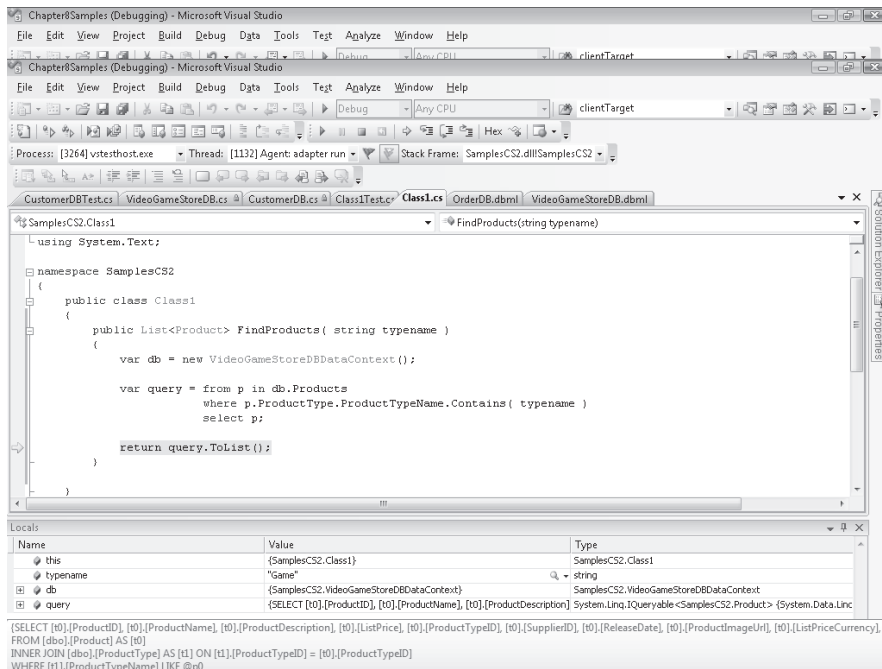 Chapter8Samples (Debugging) - Microsoft Visual Studio
File Edit View Project Build Debug Data Tools Test Analyze Window Help
Debug Any CPU clientTarget
Chapter8Samples (Debugging) - Microsoft Visual Studio
File Edit View Project Build Debug Data Tools Test Analyze Window Help
Debug Any CPU clientTarget
Hex
Process: [3264] vstesthost.exe Thread: [1132] Agent: adapter run Stack Frame: SamplesCS2.dll!SamplesCS2
CustomerDBTest.cs VideoGameStoreDB.cs CustomerDB.cs Class1Test.cs Class1.cs OrderDB.dbml VideoGameStoreDB.dbml
SamplesCS2.Class1 FindProducts(string typename)
Solution Explorer
Properties
using System.Text;
namespace SamplesCS2
{
public class Class1
{
public List<Product> FindProducts( string typename )
{
var db = new VideoGameStoreDBDataContext();
var query = from p in db.Products
where p.ProductType.ProductTypeName.Contains( typename )
select p;
return query.ToList();
}
}
Locals
Name Value Type
this {SamplesCS2.Class1} SamplesCS2.Class1
typename "Game" string
db {SamplesCS2.VideoGameStoreDBDataContext} SamplesCS2.VideoGameStoreDBDataContext
query {SELECT [t0].[ProductID], [t0].[ProductName], [t0].[ProductDescription] System.Linq.IQueryable<SamplesCS2.Product> {System.Data.Linc
{SELECT [t0].[ProductID], [t0].[ProductName], [t0].[ProductDescription], [t0].[ListPrice], [t0].[ProductTypeID], [t0].[SupplierID], [t0].[ReleaseDate], [t0].[ProductImageUrl], [t0].[ListPriceCurrency],
FROM [dbo].[Product] AS [t0]
INNER JOIN [dbo].[ProductType] AS [t1] ON [t1].[ProductTypeID] = [t0].[ProductTypeID]
WHERE [t1].[ProductTypeName] LIKE @p0